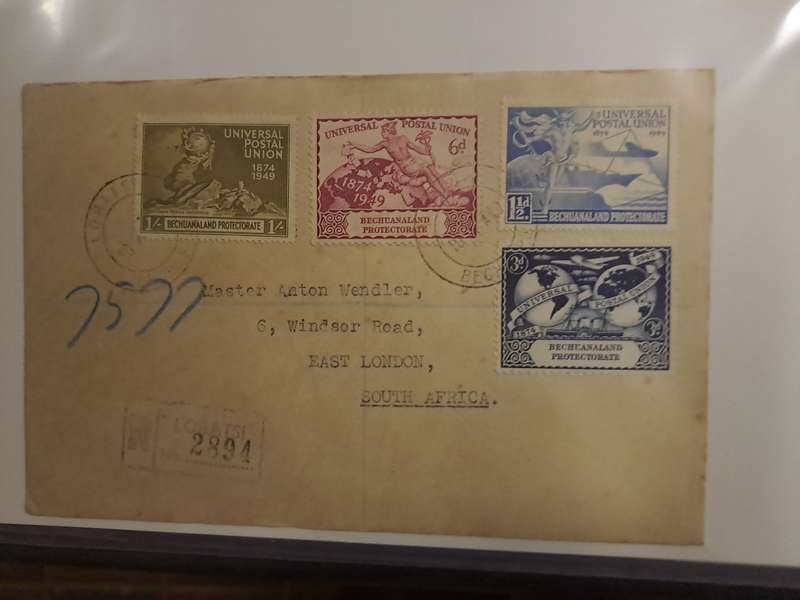 UNIVERSAL
POSTAL
UNION
1874
1949
1/- BECHUANALAND PROTECTORATE 1/-
UNIVERSAL POSTAL UNION
6d.
1874
1949
BECHUANALAND
PROTECTORATE
UNIVERSAL
POSTAL UNION
1874 1949
1½d. BECHUANALAND PROTECTORATE
3d 1949
UNIVERSAL POSTAL UNION
1874 3d
BECHUANALAND
PROTECTORATE
7577
Master Anton Wendler,
6, Windsor Road,
EAST LONDON,
SOUTH AFRICA.
R LOBATSI
2894